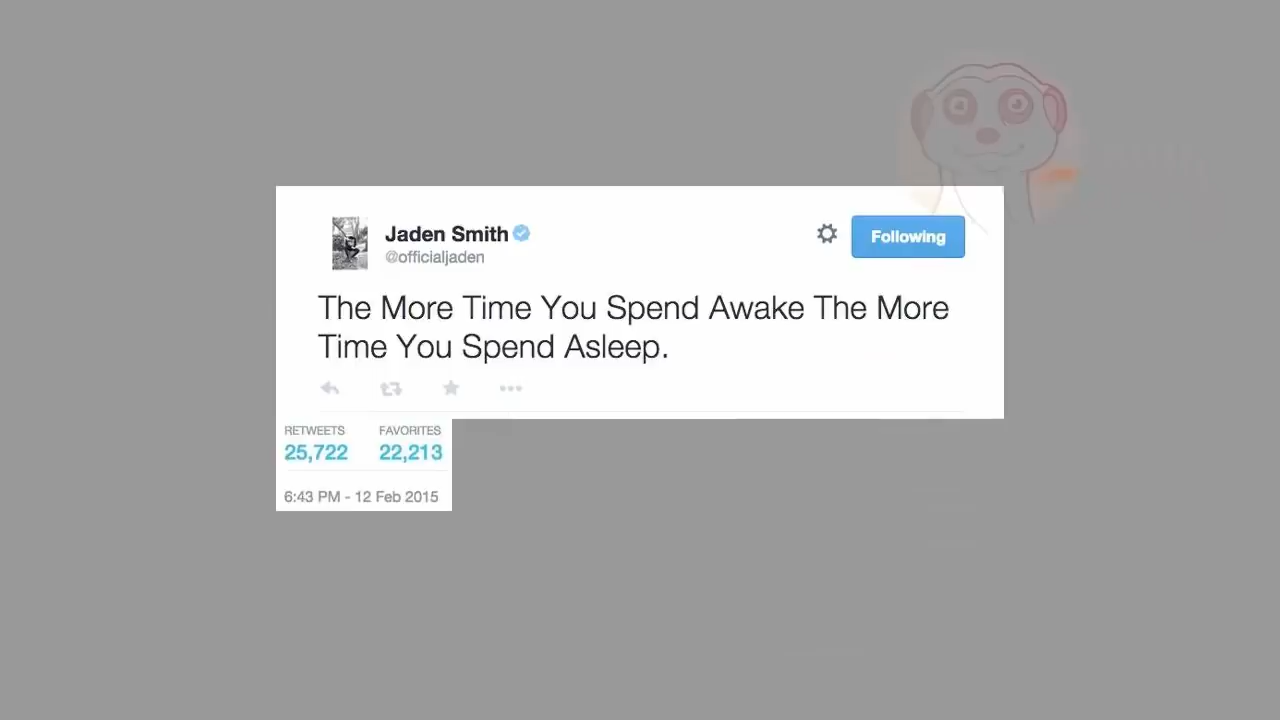 Jaden Smith
@officialjaden
Following
The More Time You Spend Awake The More
Time You Spend Asleep.
RETWEETS FAVORITES
25,722 22,213
6:43 PM - 12 Feb 2015